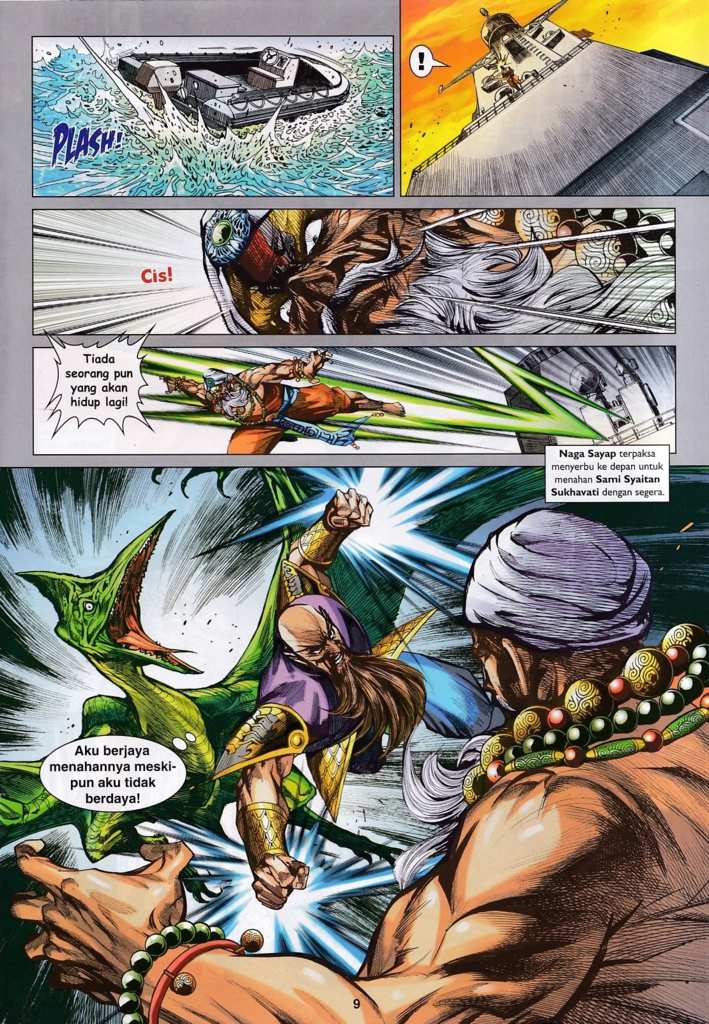 PLASH!
!
Cis!
Tiada
seorang pun
yang akan
hidup lagi!
Naga Sayap terpaksa
menyerbu ke depan untuk
menahan Sami Syaitan
Sukhavati dengan segera.
Aku berjaya
menahannya meski-
pun aku tidak
berdaya!
9